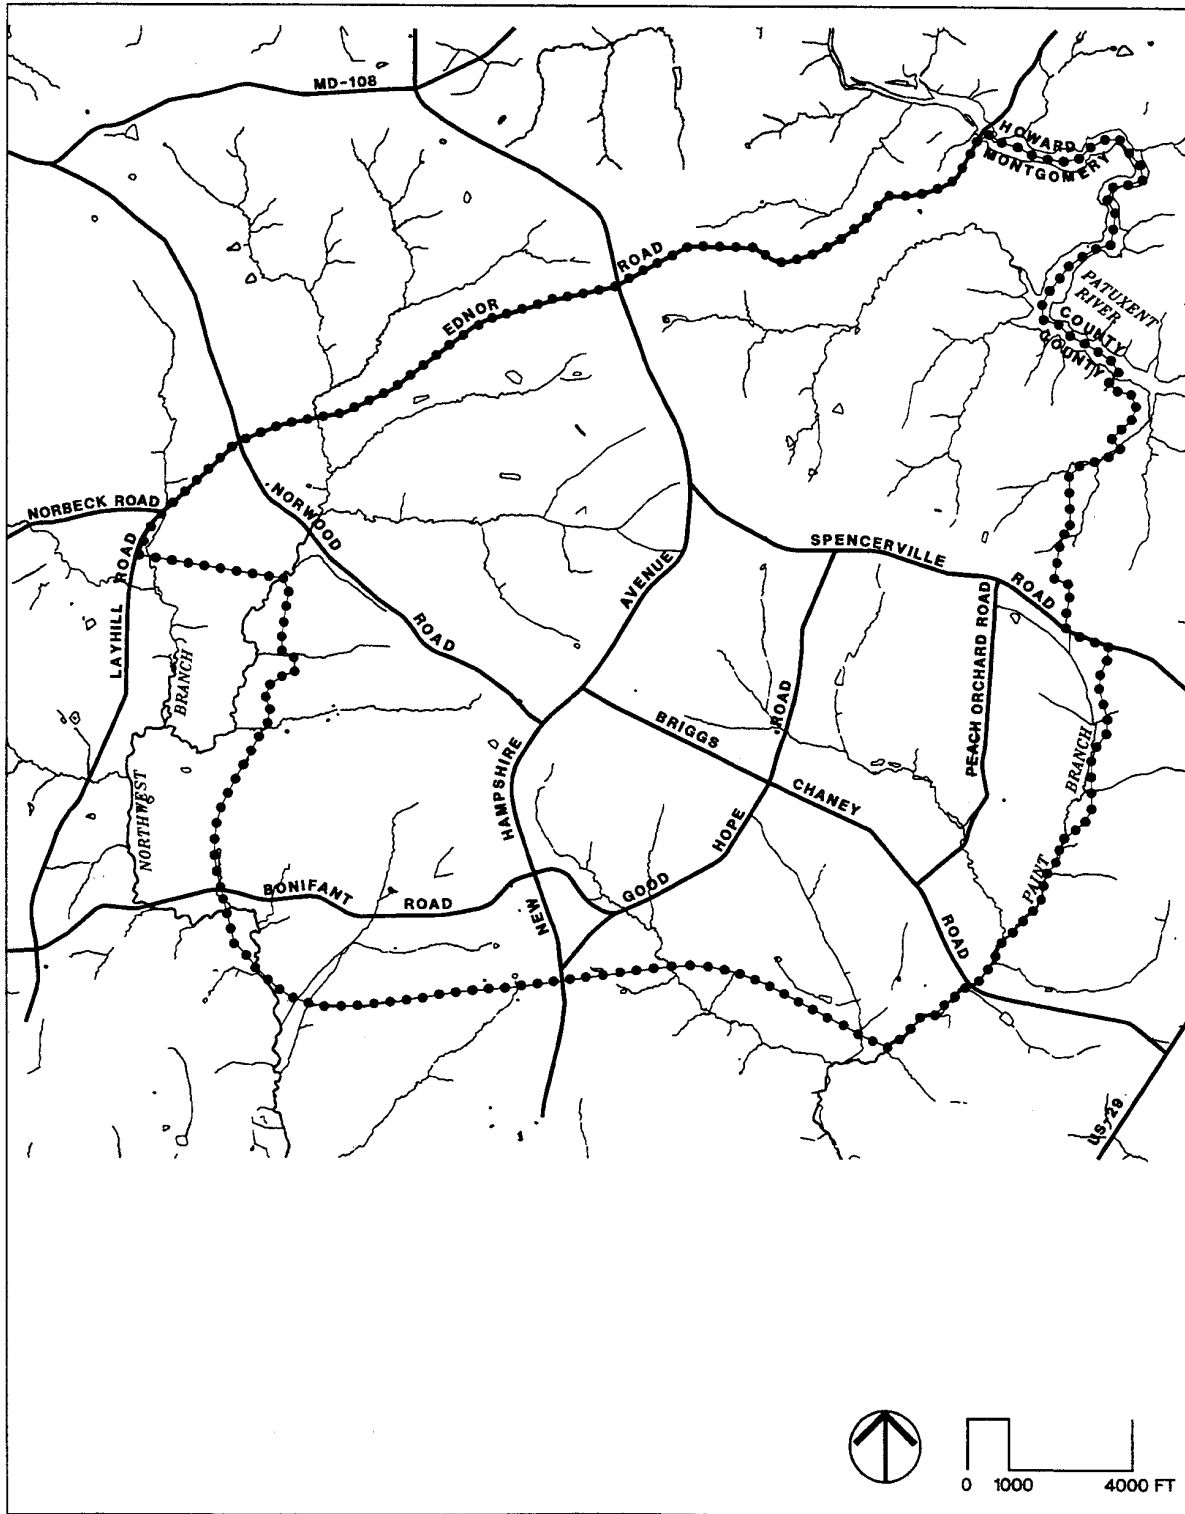 MD-108
HOWARD
MONTGOMERY
EDNOR ROAD
PATUXENT
RIVER
COUNTY
COUNTY
NORBECK ROAD
NORWOOD ROAD
LAYHILL ROAD
SPENCERVILLE ROAD
NEW HAMPSHIRE AVENUE
PEACH ORCHARD ROAD
NORTHWEST BRANCH
BRIGGS CHANEY ROAD
GOOD HOPE ROAD
PAINT BRANCH
BONIFANT ROAD
US-29
0 1000 4000 FT